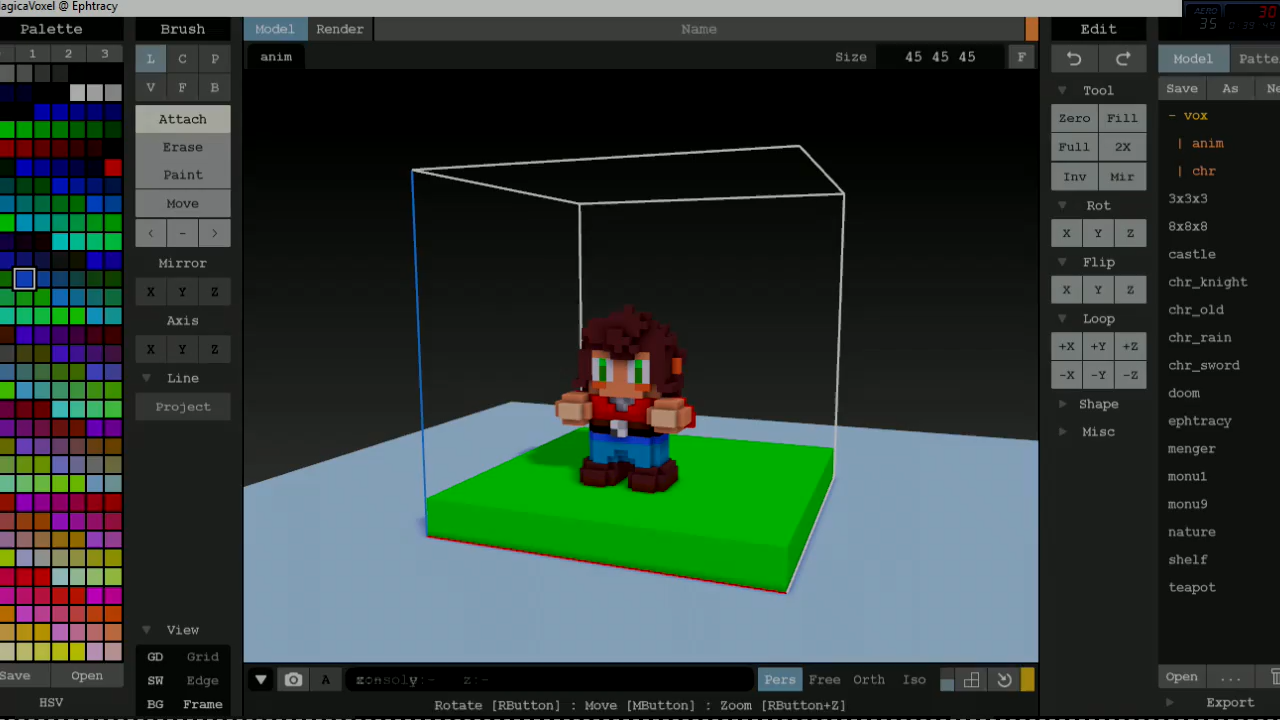 agicaVoxel @ Ephtracy
Palette
1 2 3
Save Open
HSV
Brush
L C P
V F B
Attach
Erase
Paint
Move
< - >
Mirror
X Y Z
Axis
X Y Z
Line
Project
View
GD Grid
SW Edge
BG Frame
Model Render Name
anim Size 45 45 45 F
A
Pers Free Orth Iso
Rotate [RButton] : Move [MButton] : Zoom [RButton+Z]
Edit
Tool
Zero Fill
Full 2X
Inv Mir
Rot
X Y Z
Flip
X Y Z
Loop
+X +Y +Z
-X -Y -Z
Shape
Misc
30
35
Model Patte
Save As Ne
- vox
| anim
| chr
3x3x3
8x8x8
castle
chr_knight
chr_old
chr_rain
chr_sword
doom
ephtracy
menger
monu1
monu9
nature
shelf
teapot
Open ...
Export